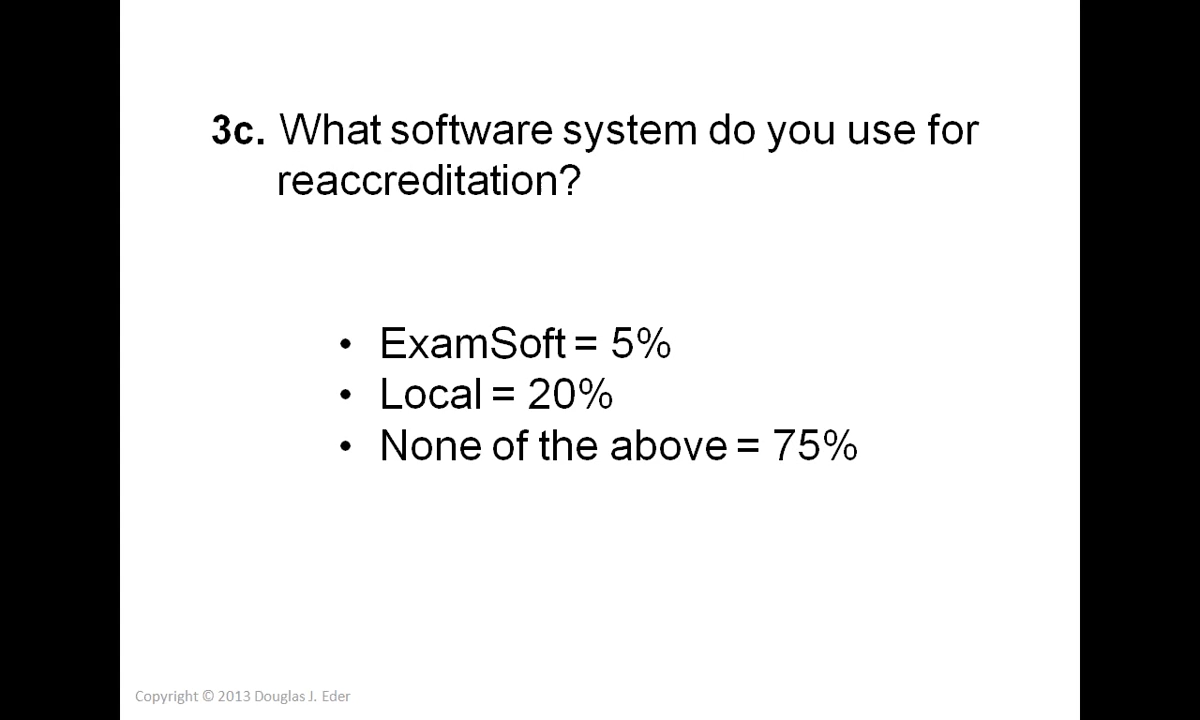 3c. What software system do you use for
reaccreditation?
• ExamSoft = 5%
• Local = 20%
• None of the above = 75%
Copyright © 2013 Douglas J. Eder